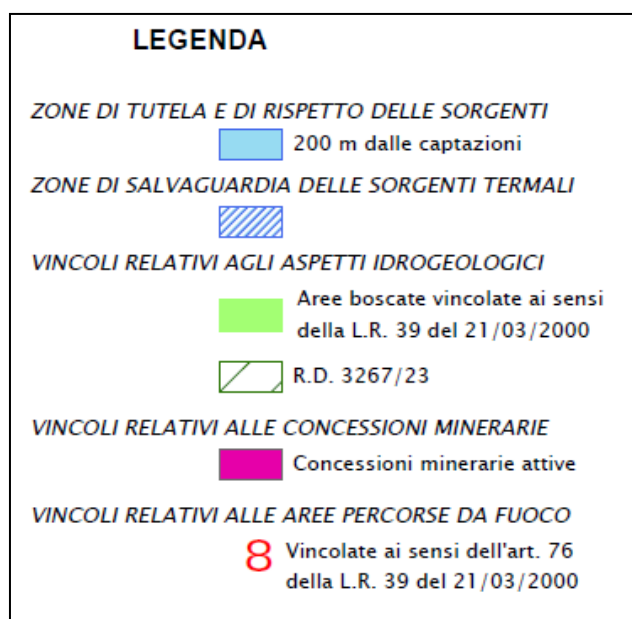 LEGENDA
ZONE DI TUTELA E DI RISPETTO DELLE SORGENTI
200 m dalle captazioni
ZONE DI SALVAGUARDIA DELLE SORGENTI TERMALI
VINCOLI RELATIVI AGLI ASPETTI IDROGEOLOGICI
Aree boscate vincolate ai sensi
della L.R. 39 del 21/03/2000
R.D. 3267/23
VINCOLI RELATIVI ALLE CONCESSIONI MINERARIE
Concessioni minerarie attive
VINCOLI RELATIVI ALLE AREE PERCORSE DA FUOCO
8 Vincolate ai sensi dell'art. 76
della L.R. 39 del 21/03/2000